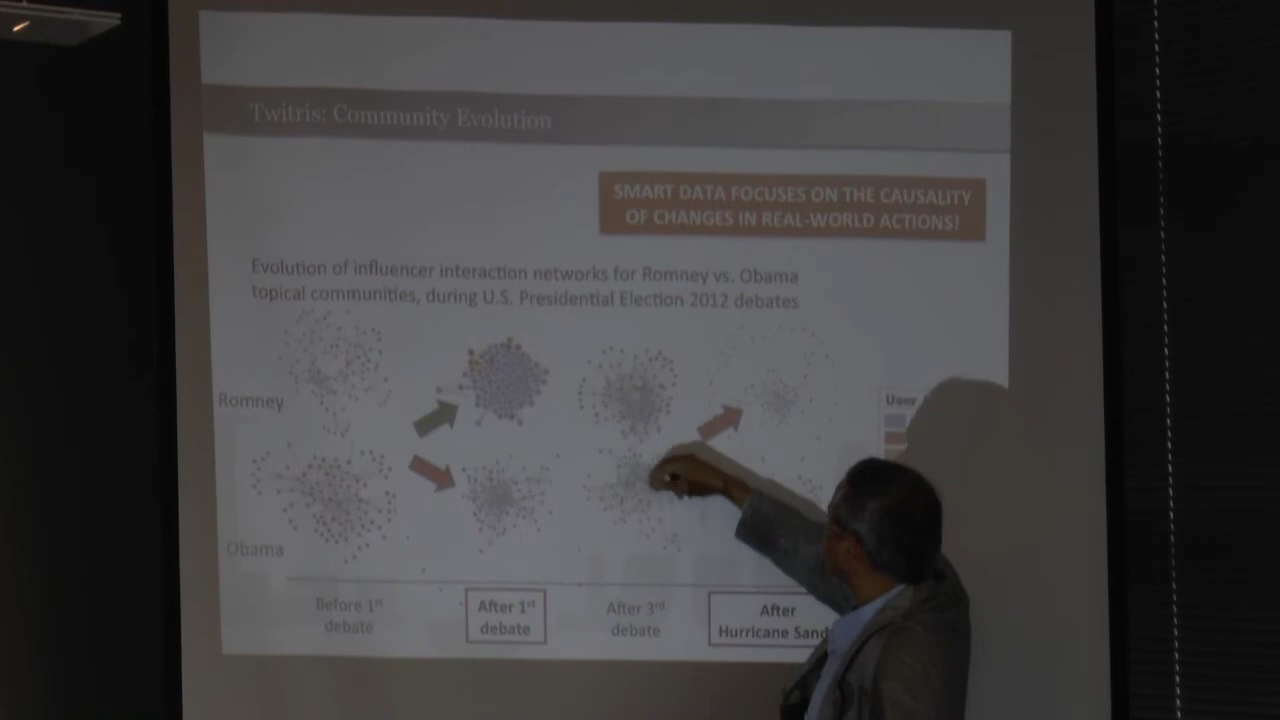 Twitris: Community Evolution
SMART DATA FOCUSES ON THE CAUSALITY
OF CHANGES IN REAL-WORLD ACTIONS!
Evolution of influencer interaction networks for Romney vs. Obama
topical communities, during U.S. Presidential Election 2012 debates
Romney
User
Obama
Before 1st
debate
After 1st
debate
After 3rd
debate
After
Hurricane Sand